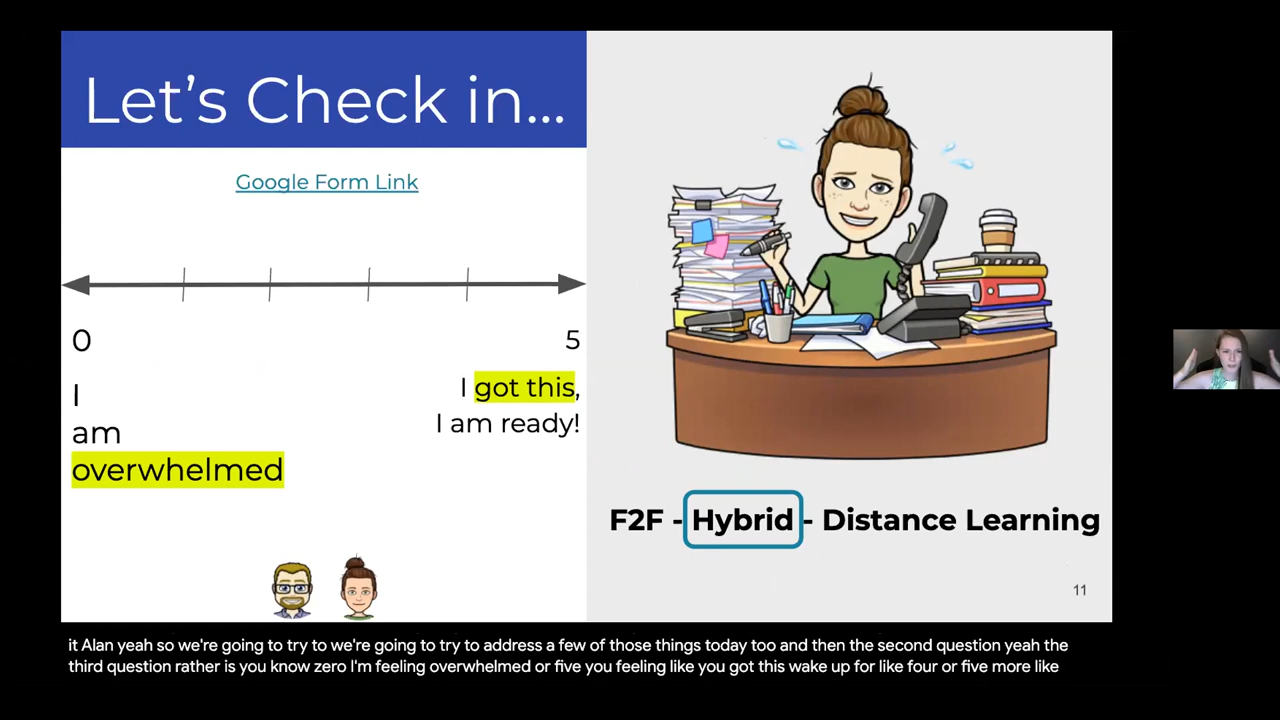 Let's Check in...
Google Form Link
0
5
I
am
overwhelmed
I got this,
I am ready!
F2F - Hybrid - Distance Learning
11
it Alan yeah so we're going to try to we're going to try to address a few of those things today too and then the second question yeah the
third question rather is you know zero I'm feeling overwhelmed or five you feeling like you got this wake up for like four or five more like